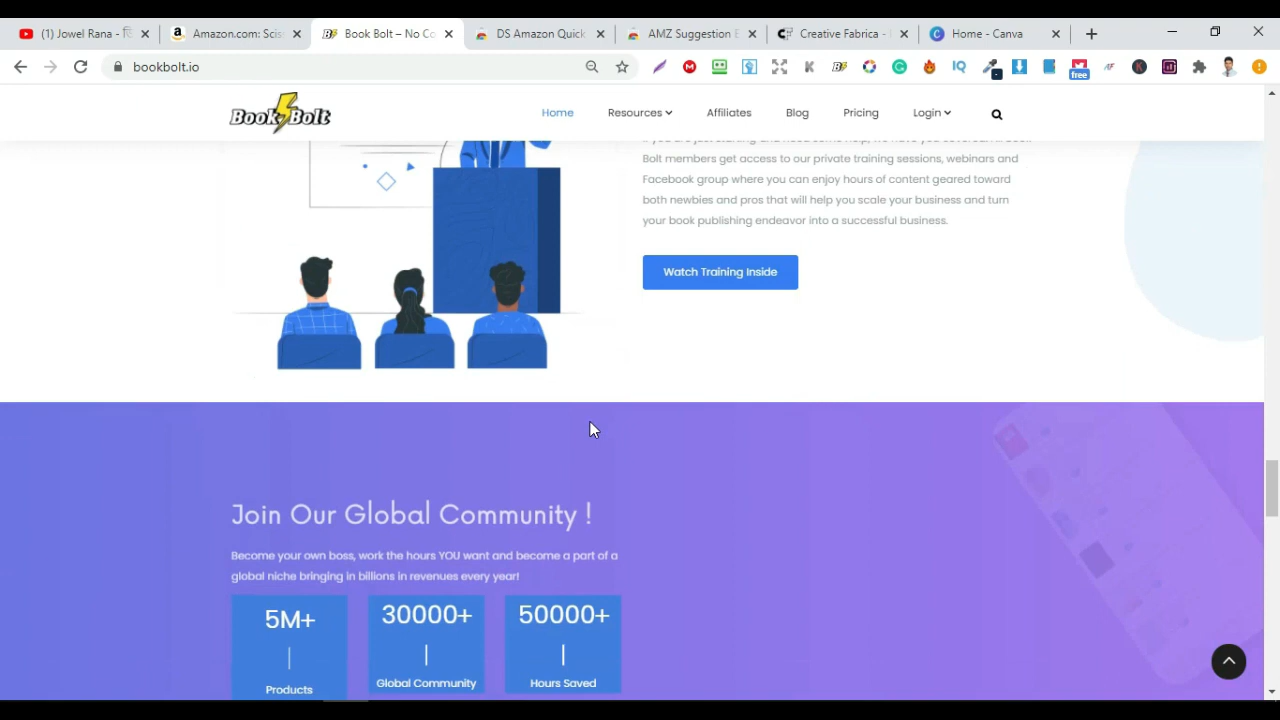 (1) Jowel Rana -
Amazon.com: Scis
Book Bolt – No Co
DS Amazon Quick
AMZ Suggestion E
Creative Fabrica -
Home - Canva
bookbolt.io
free
Book Bolt
Home
Resources
Affiliates
Blog
Pricing
Login
Bolt members get access to our private training sessions, webinars and
Facebook group where you can enjoy hours of content geared toward
both newbies and pros that will help you scale your business and turn
your book publishing endeavor into a successful business.
Watch Training Inside
Join Our Global Community !
Become your own boss, work the hours YOU want and become a part of a
global niche bringing in billions in revenues every year!
5M+
30000+
50000+
Products
Global Community
Hours Saved